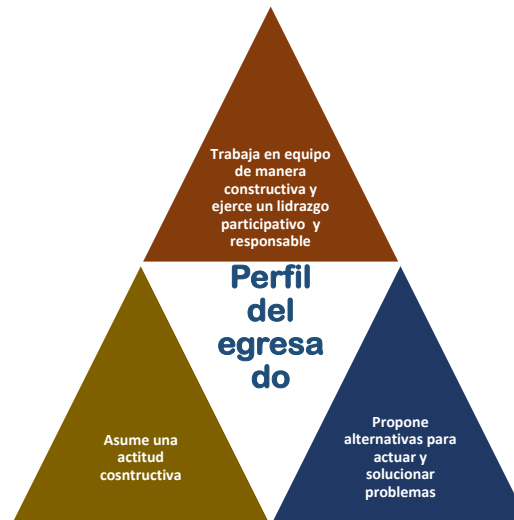 Trabaja en equipo
de manera
constructiva y
ejerce un lidrazgo
participativo y
responsable
Perfil
del
egresa
do
Asume una
actitud
cosntructiva
Propone
alternativas para
actuar y
solucionar
problemas